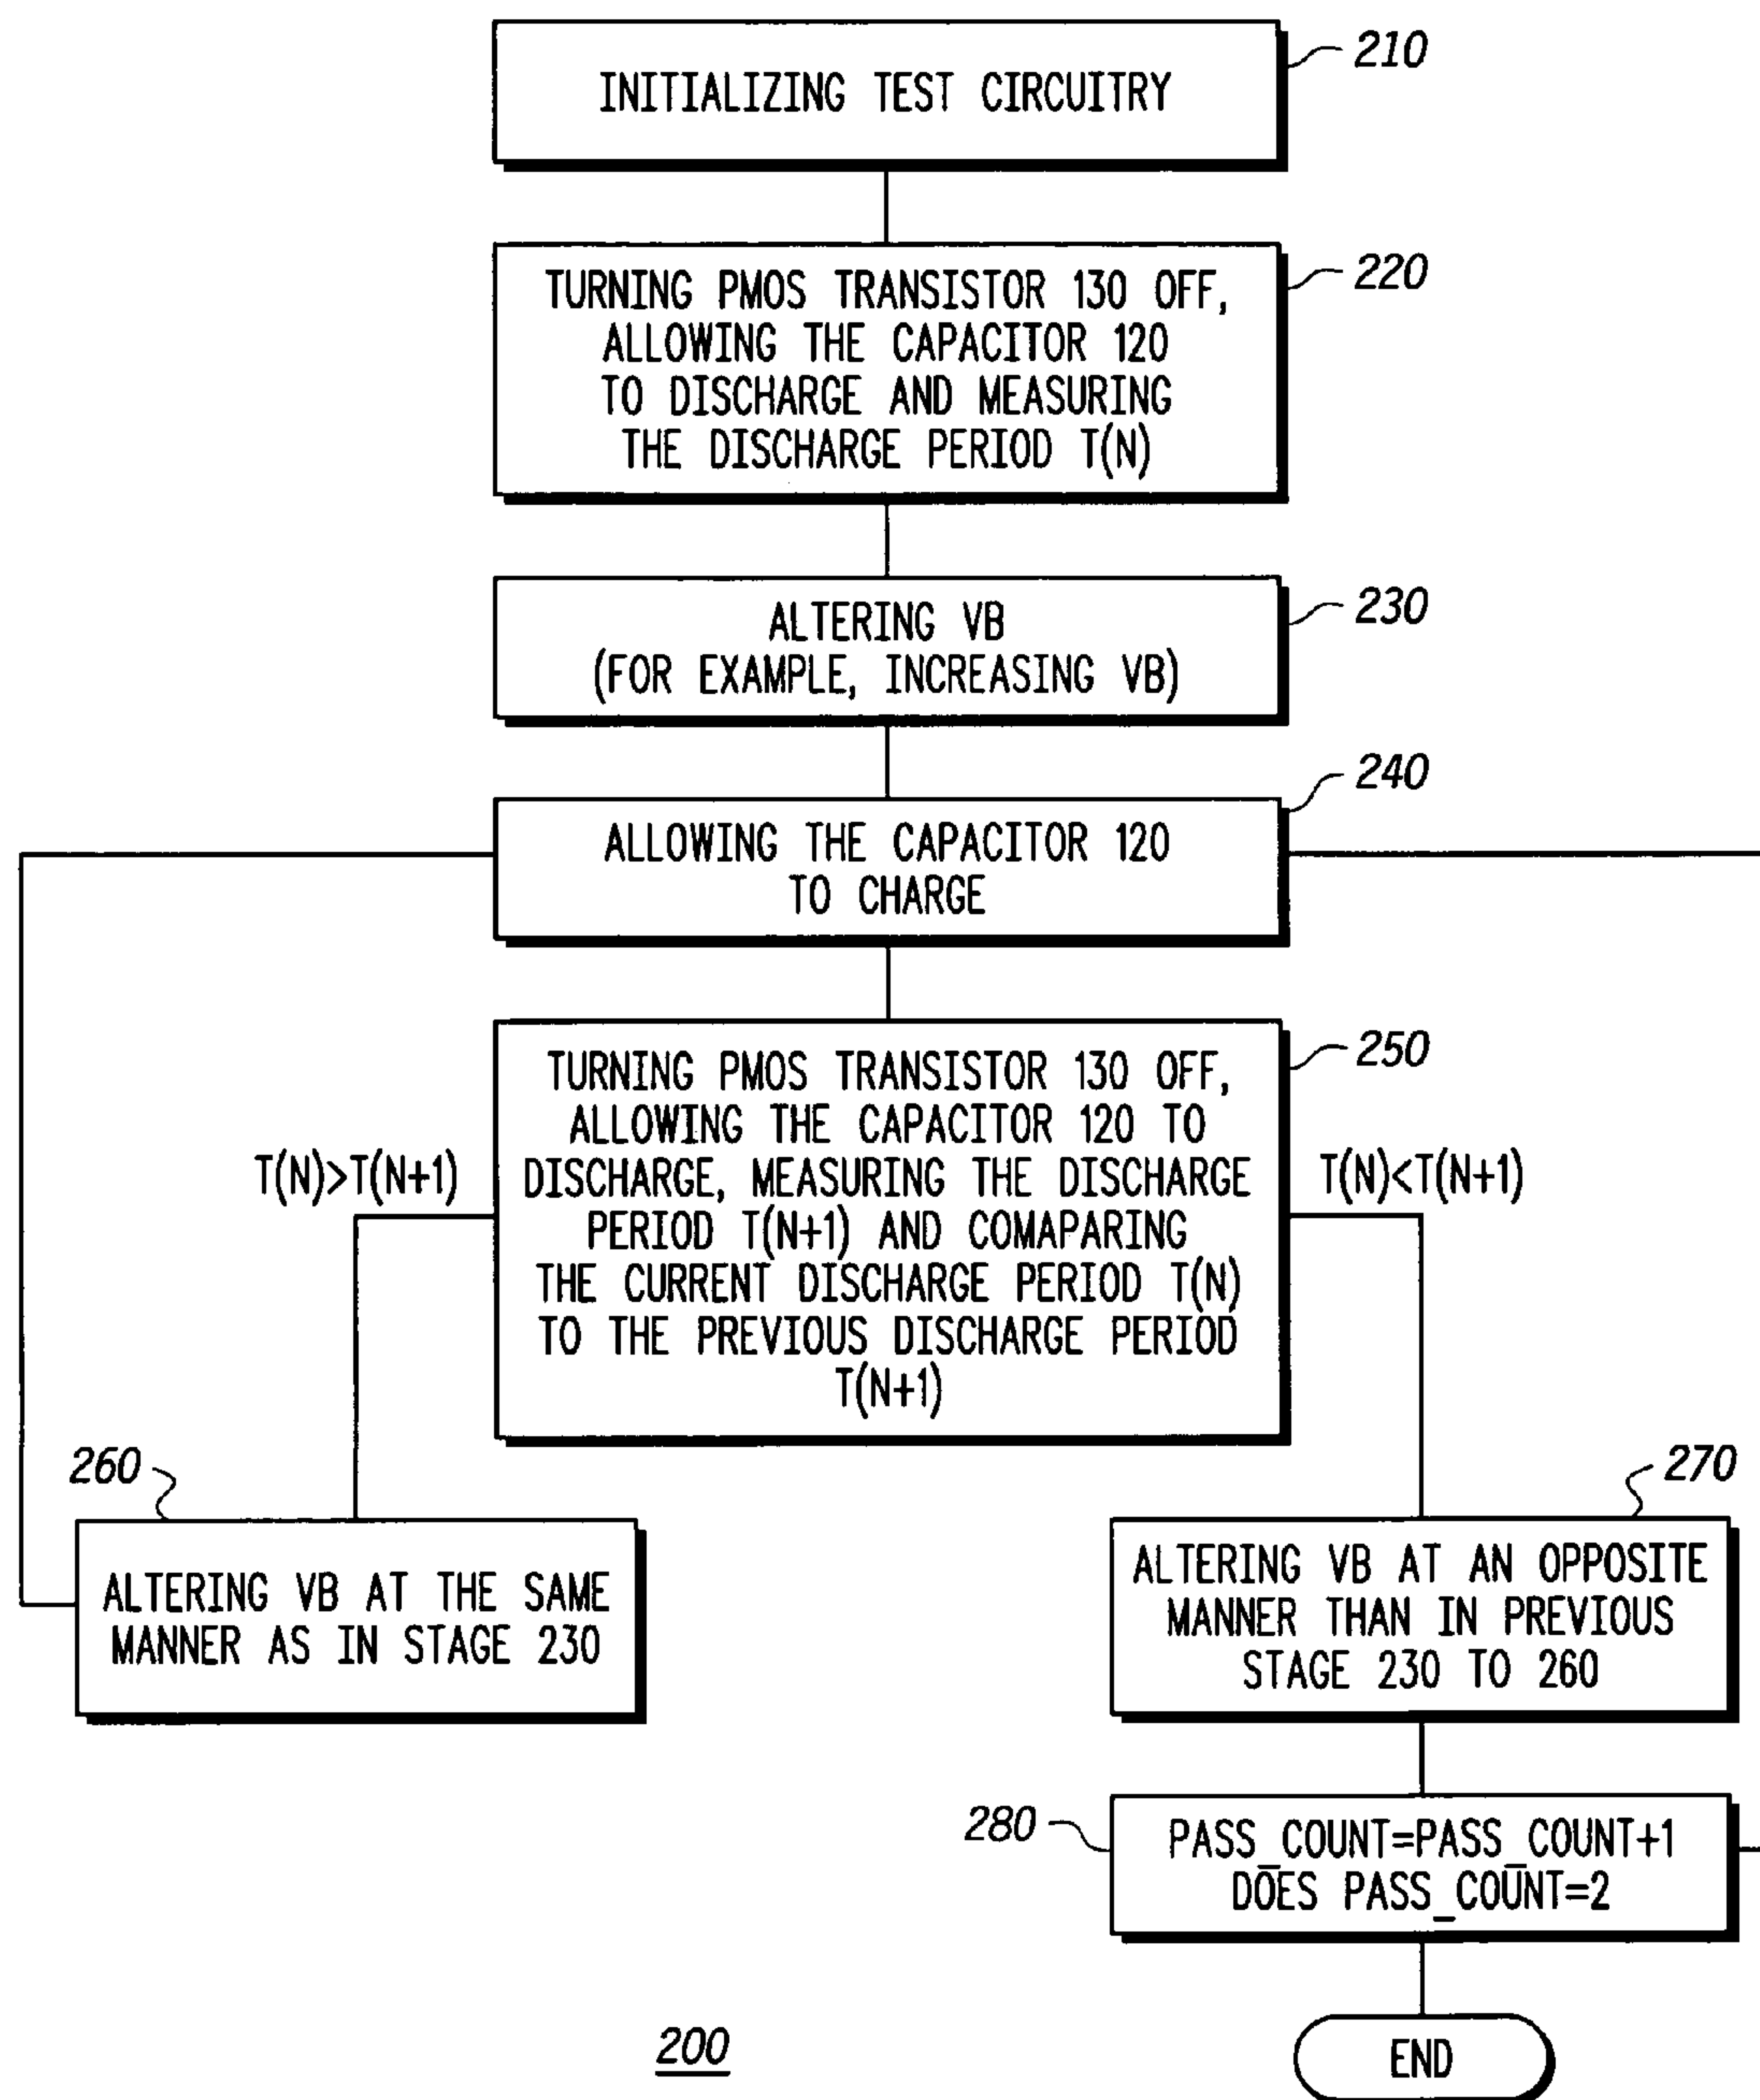 INITIALIZING TEST CIRCUITRY
210
TURNING PMOS TRANSISTOR 130 OFF,
ALLOWING THE CAPACITOR 120
TO DISCHARGE AND MEASURING
THE DISCHARGE PERIOD T(N)
220
ALTERING VB
(FOR EXAMPLE, INCREASING VB)
230
ALLOWING THE CAPACITOR 120
TO CHARGE
240
TURNING PMOS TRANSISTOR 130 OFF,
ALLOWING THE CAPACITOR 120 TO
DISCHARGE, MEASURING THE DISCHARGE
PERIOD T(N+1) AND COMAPARING
THE CURRENT DISCHARGE PERIOD T(N)
TO THE PREVIOUS DISCHARGE PERIOD
T(N+1)
250
T(N)>T(N+1)
T(N)<T(N+1)
260
ALTERING VB AT THE SAME
MANNER AS IN STAGE 230
270
ALTERING VB AT AN OPPOSITE
MANNER THAN IN PREVIOUS
STAGE 230 TO 260
280
PASS_COUNT=PASS_COUNT+1
DOES PASS_COUNT=2
END
200